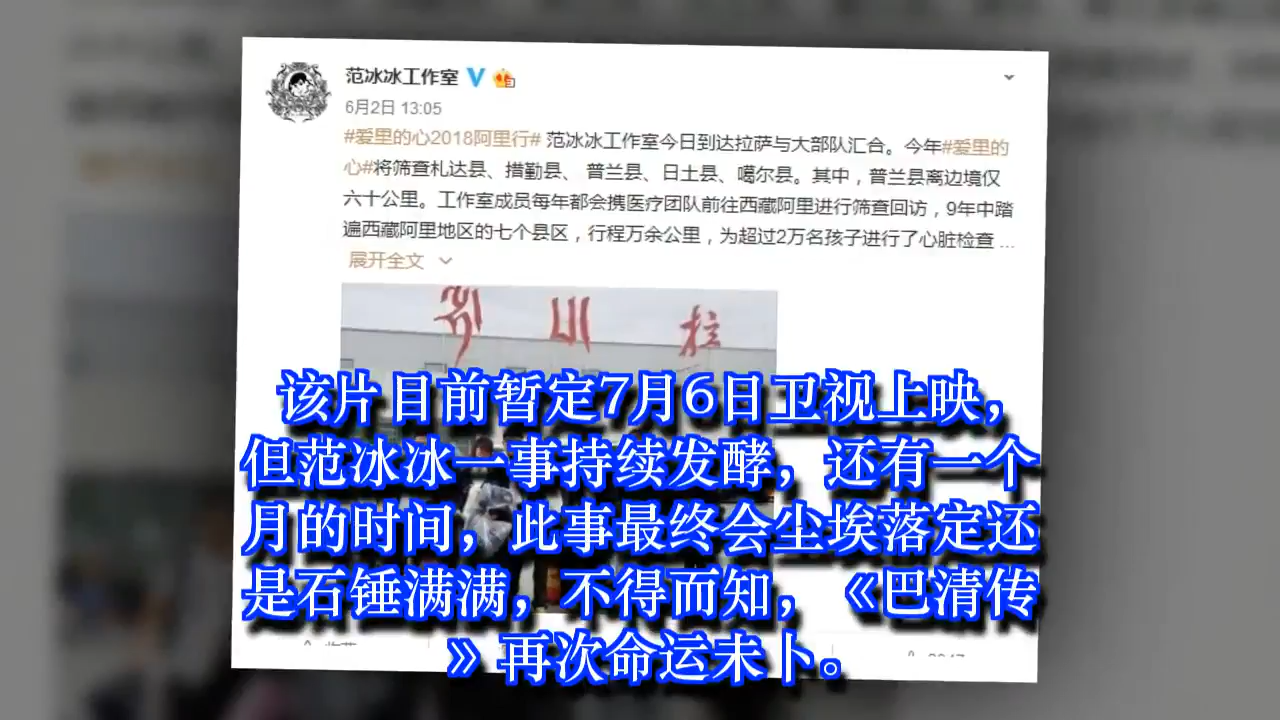 范冰冰工作室
6月2日 13:05
#爱里的心2018阿里行# 范冰冰工作室今日到达拉萨与大部队汇合。今年#爱里的
心#将筛查札达县、措勤县、普兰县、日土县、噶尔县。其中，普兰县离边境仅
六十公里。工作室成员每年都会携医疗团队前往西藏阿里进行筛查回访，9年中踏
遍西藏阿里地区的七个县区，行程万余公里，为超过2万名孩子进行了心脏检查 ...
展开全文
该片目前暂定7月6日卫视上映，
但范冰冰一事持续发酵，还有一个
月的时间，此事最终会尘埃落定还
是石锤满满，不得而知，《巴清传
》再次命运未卜。